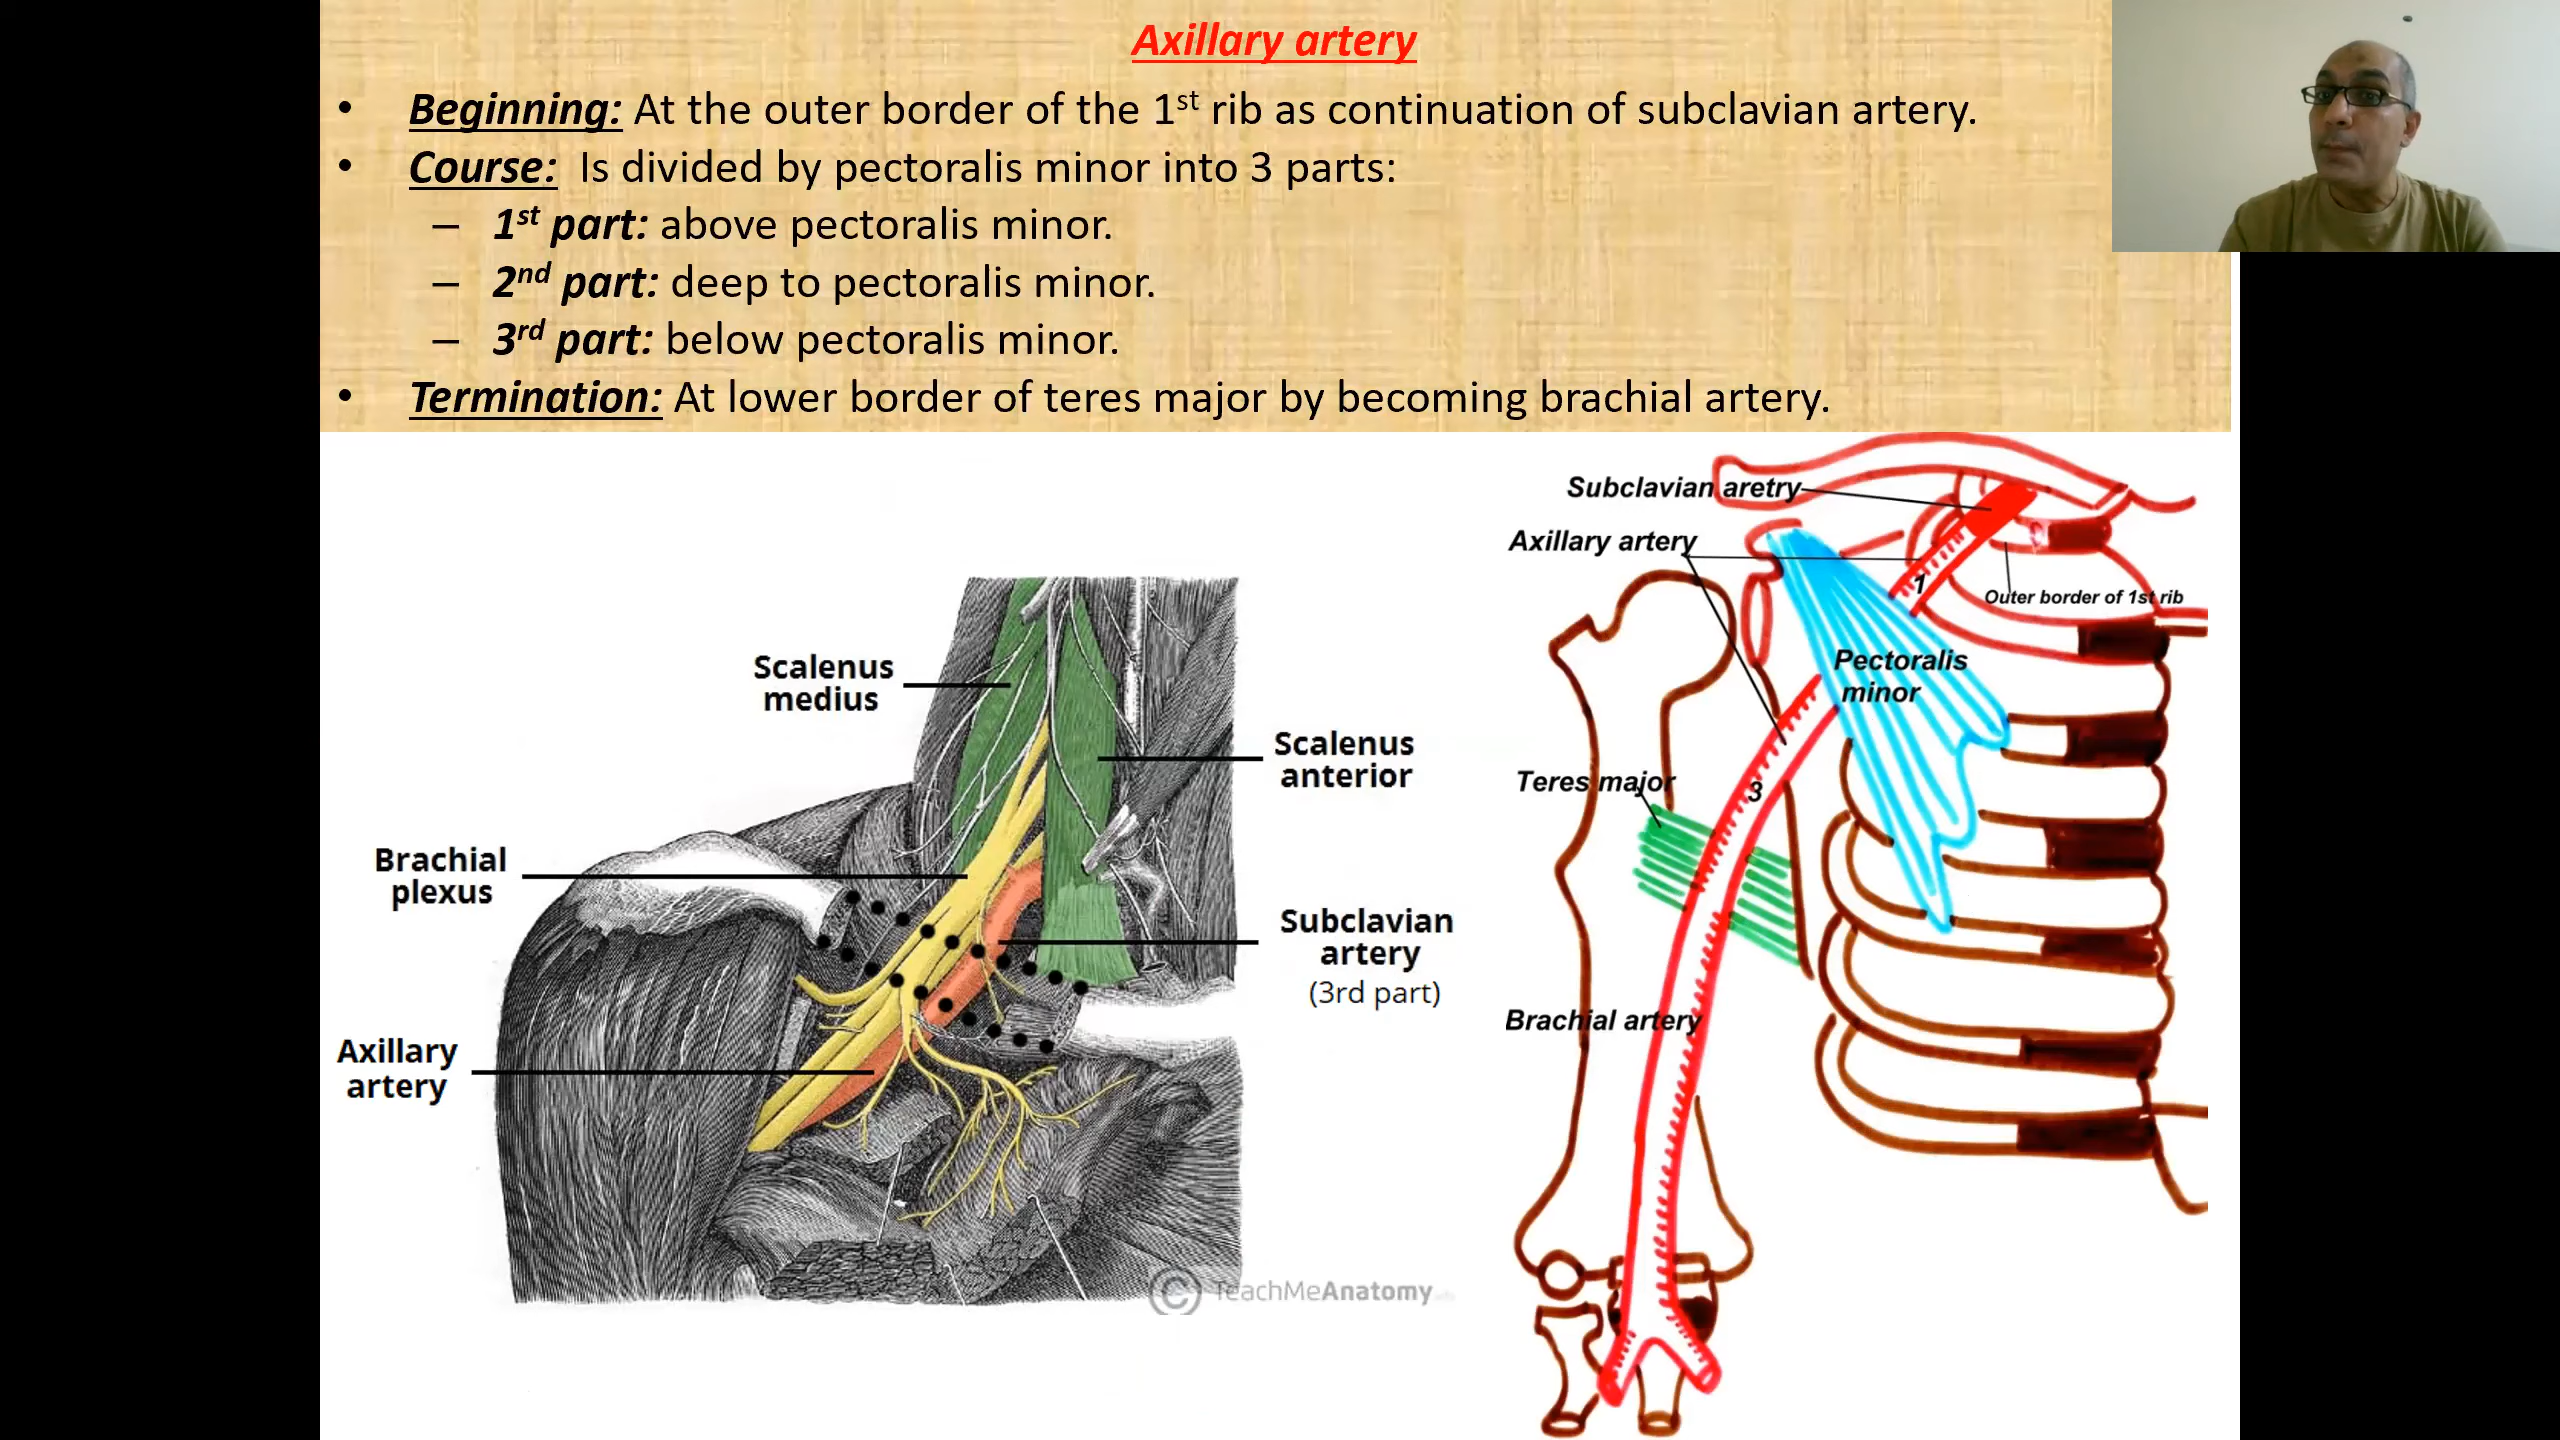 Axillary artery
• Beginning: At the outer border of the 1st rib as continuation of subclavian artery.
• Course: Is divided by pectoralis minor into 3 parts:
– 1st part: above pectoralis minor.
– 2nd part: deep to pectoralis minor.
– 3rd part: below pectoralis minor.
• Termination: At lower border of teres major by becoming brachial artery.
Scalenus
medius
Scalenus
anterior
Brachial
plexus
Subclavian
artery
(3rd part)
Axillary
artery
© TeachMeAnatomy
Subclavian aretry
Axillary artery
1
Outer border of 1st rib
Pectoralis
minor
Teres major
3
Brachial artery